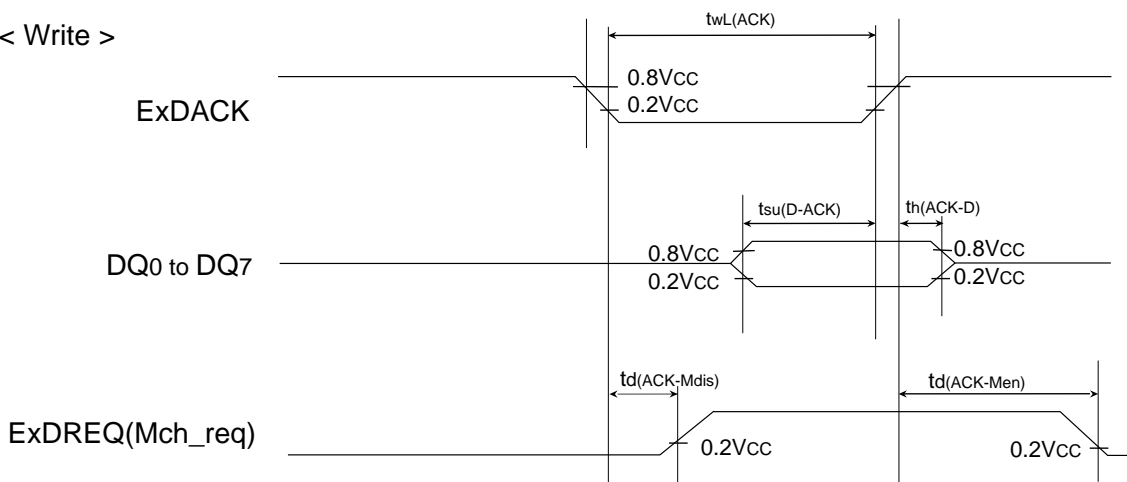 < Write >
twL(ACK)
ExDACK
0.8VCC
0.2VCC
tsu(D-ACK)
th(ACK-D)
DQ0 to DQ7
0.8VCC
0.8VCC
0.2VCC
0.2VCC
td(ACK-Mdis)
td(ACK-Men)
ExDREQ(Mch_req)
0.2VCC
0.2VCC